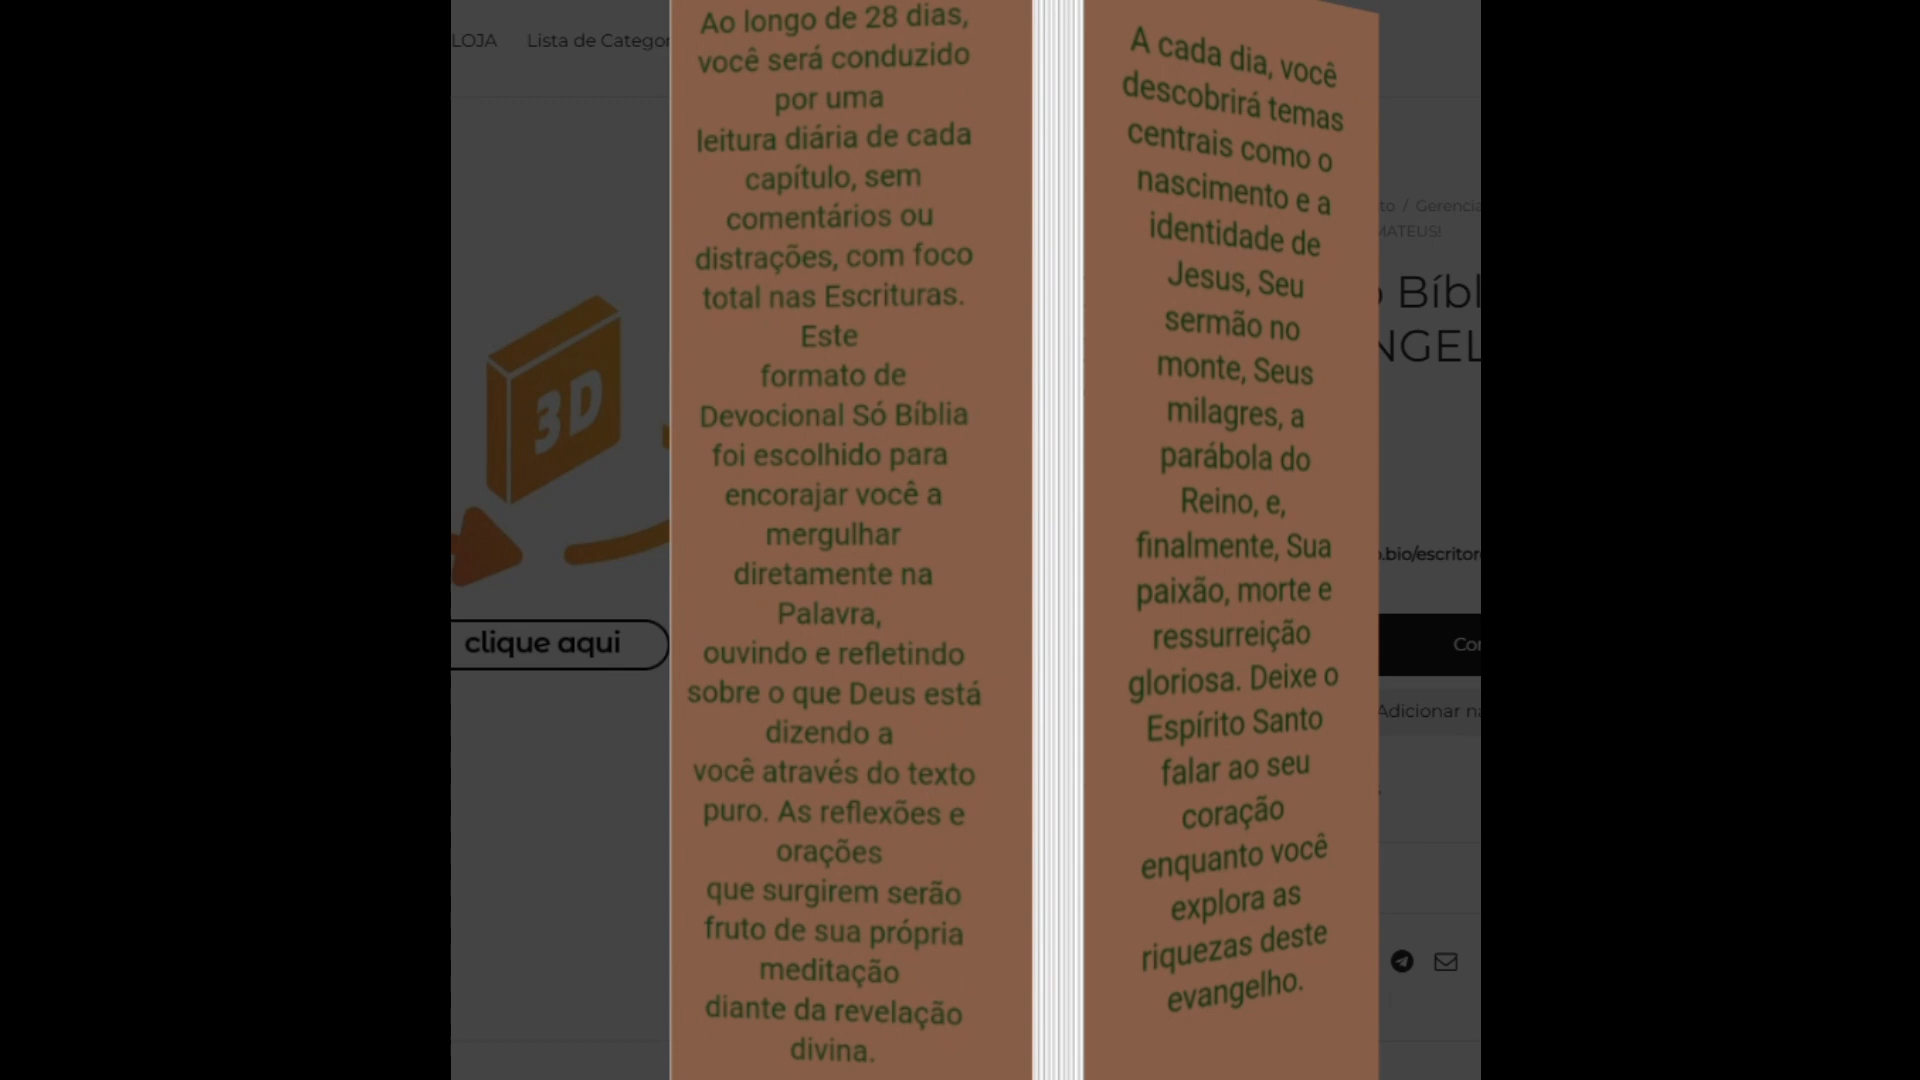 LOJA
Lista de Categor
3D
clique aqui
Ao longo de 28 dias,
você será conduzido
por uma
leitura diária de cada
capítulo, sem
comentários ou
distrações, com foco
total nas Escrituras.
Este
formato de
Devocional Só Bíblia
foi escolhido para
encorajar você a
mergulhar
diretamente na
Palavra,
ouvindo e refletindo
sobre o que Deus está
dizendo a
você através do texto
puro. As reflexões e
orações
que surgirem serão
fruto de sua própria
meditação
diante da revelação
divina.
A cada dia, você
descobrirá temas
centrais como o
nascimento e a
identidade de
Jesus, Seu
sermão no
monte, Seus
milagres, a
parábola do
Reino, e,
finalmente, Sua
paixão, morte e
ressurreição
gloriosa. Deixe o
Espírito Santo
falar ao seu
coração
enquanto você
explora as
riquezas deste
evangelho.
to / Gerencia
MATEUS!
Bíbl
NGEL
.bio/escritor
Co
Adicionar na